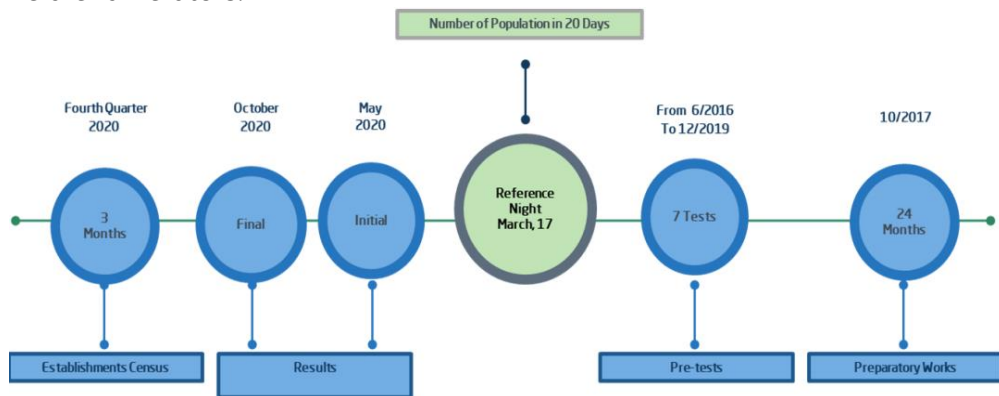 Number of Population in 20 Days
Fourth Quarter
2020
October
2020
May
2020
From 6/2016
To 12/2019
10/2017
3
Months
Final
Initial
Reference
Night
March, 17
7 Tests
24
Months
Establishments Census
Results
Pre-tests
Preparatory Works